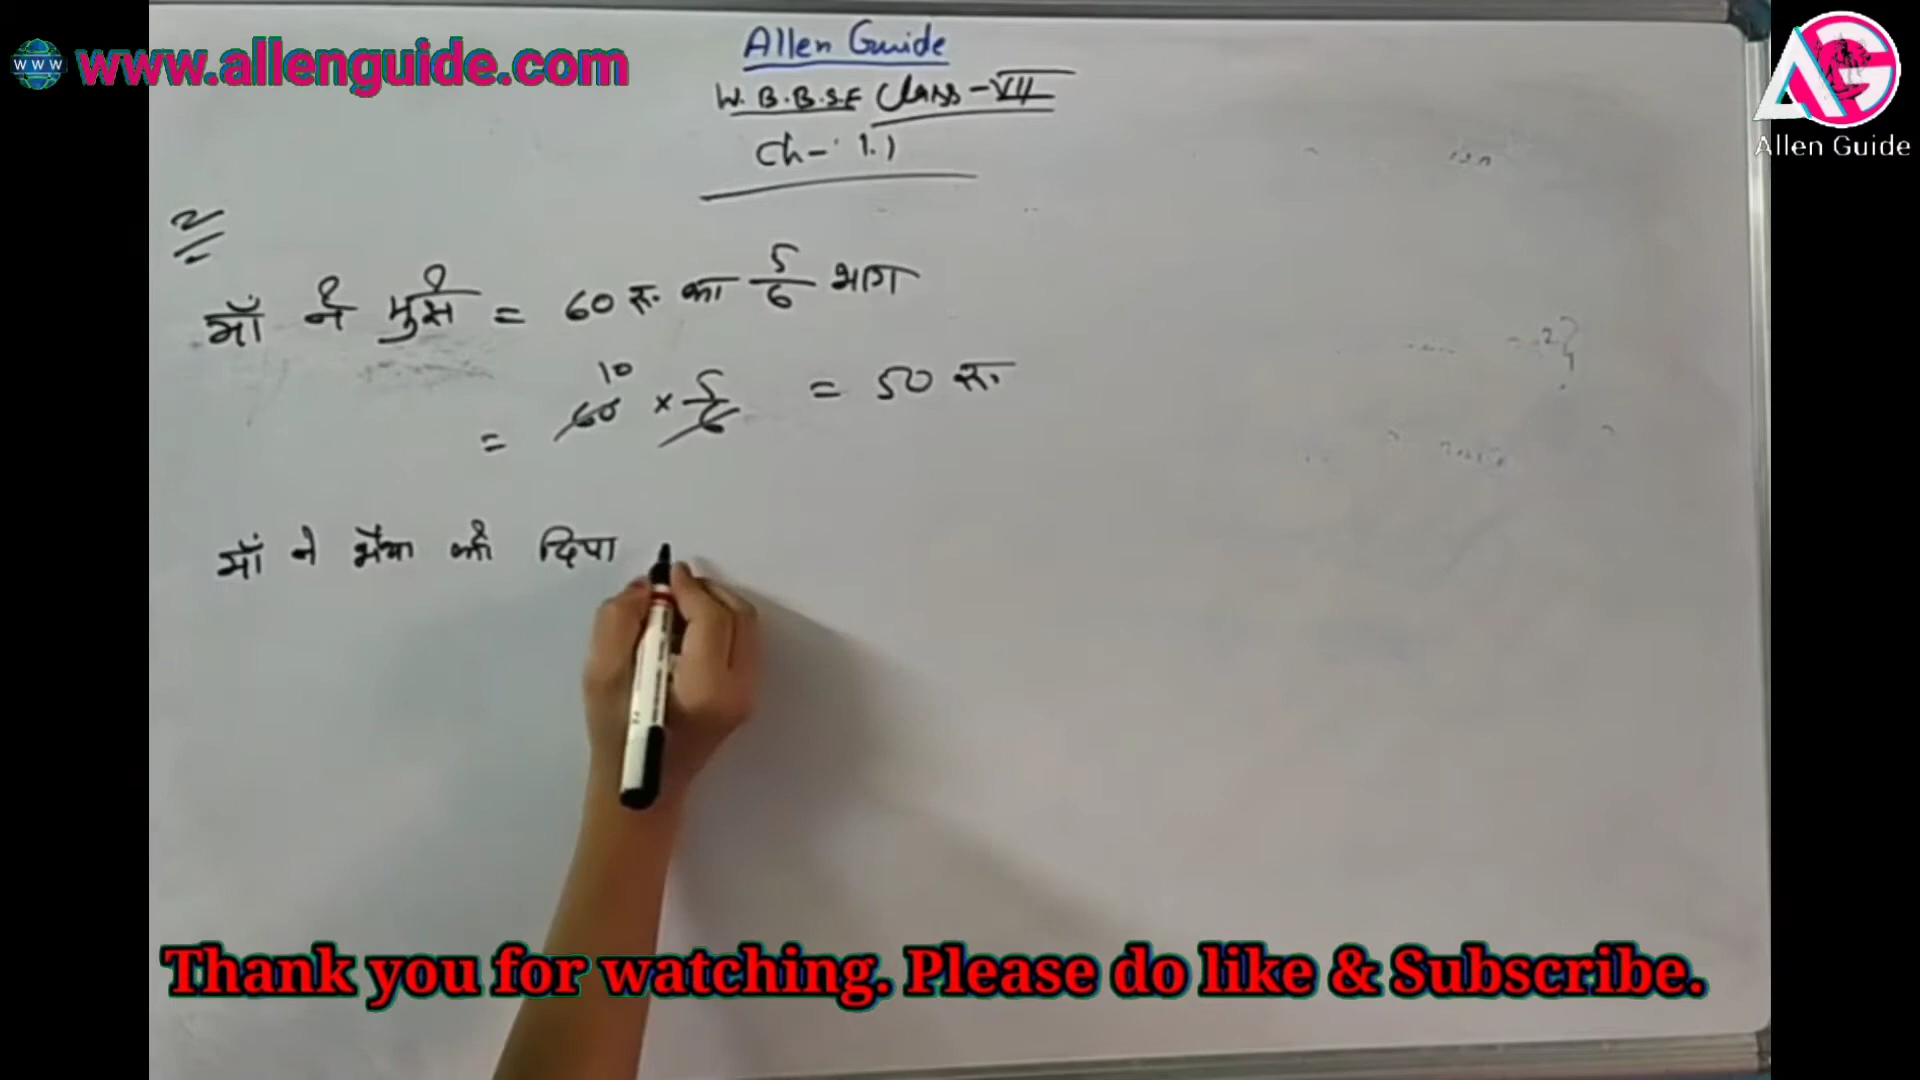 www.allenguide.com
Allen Guide
W.B.B.S.E Class-VII
Ch-1.1
Allen Guide
2
माँ ने मुझे = 60 रु. का 5/6 भाग
= 60 10 × 5/6 = 50 रु.
माँ ने भैया को दिया
Thank you for watching. Please do like & Subscribe.